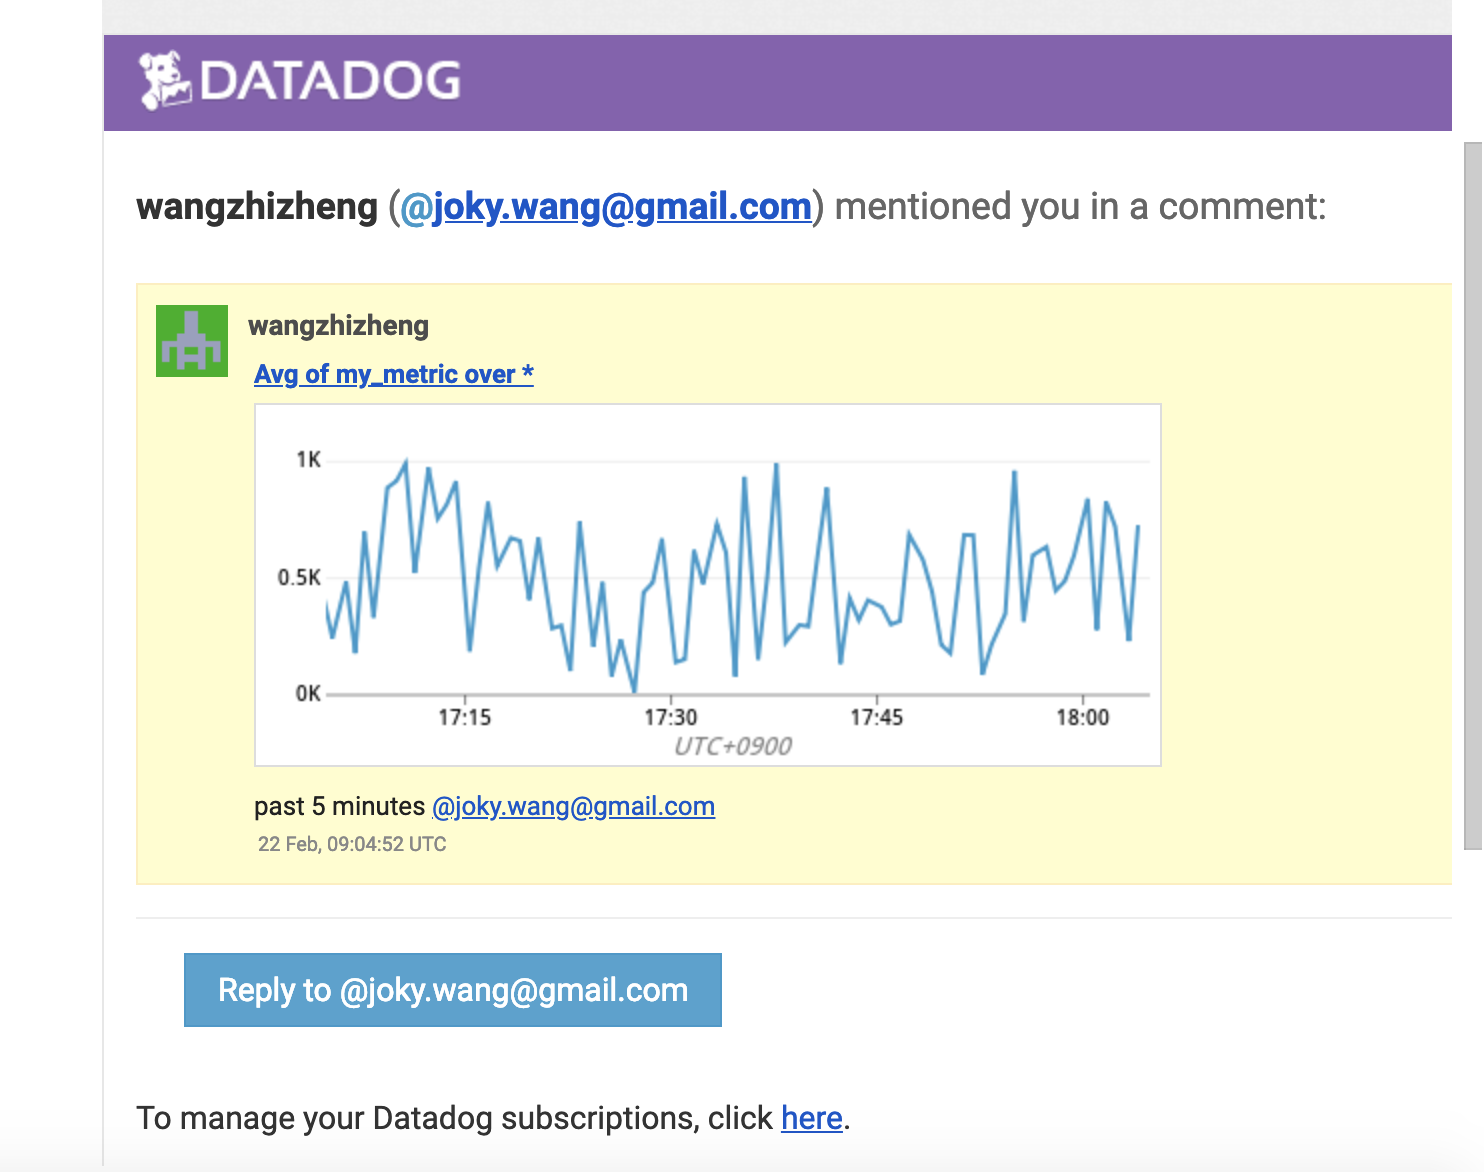 DATADOG
wangzhizheng (@joky.wang@gmail.com) mentioned you in a comment:
wangzhizheng
Avg of my_metric over *
1K
0.5K
0K
17:15 17:30 17:45 18:00
UTC+0900
past 5 minutes @joky.wang@gmail.com
22 Feb, 09:04:52 UTC
Reply to @joky.wang@gmail.com
To manage your Datadog subscriptions, click here.